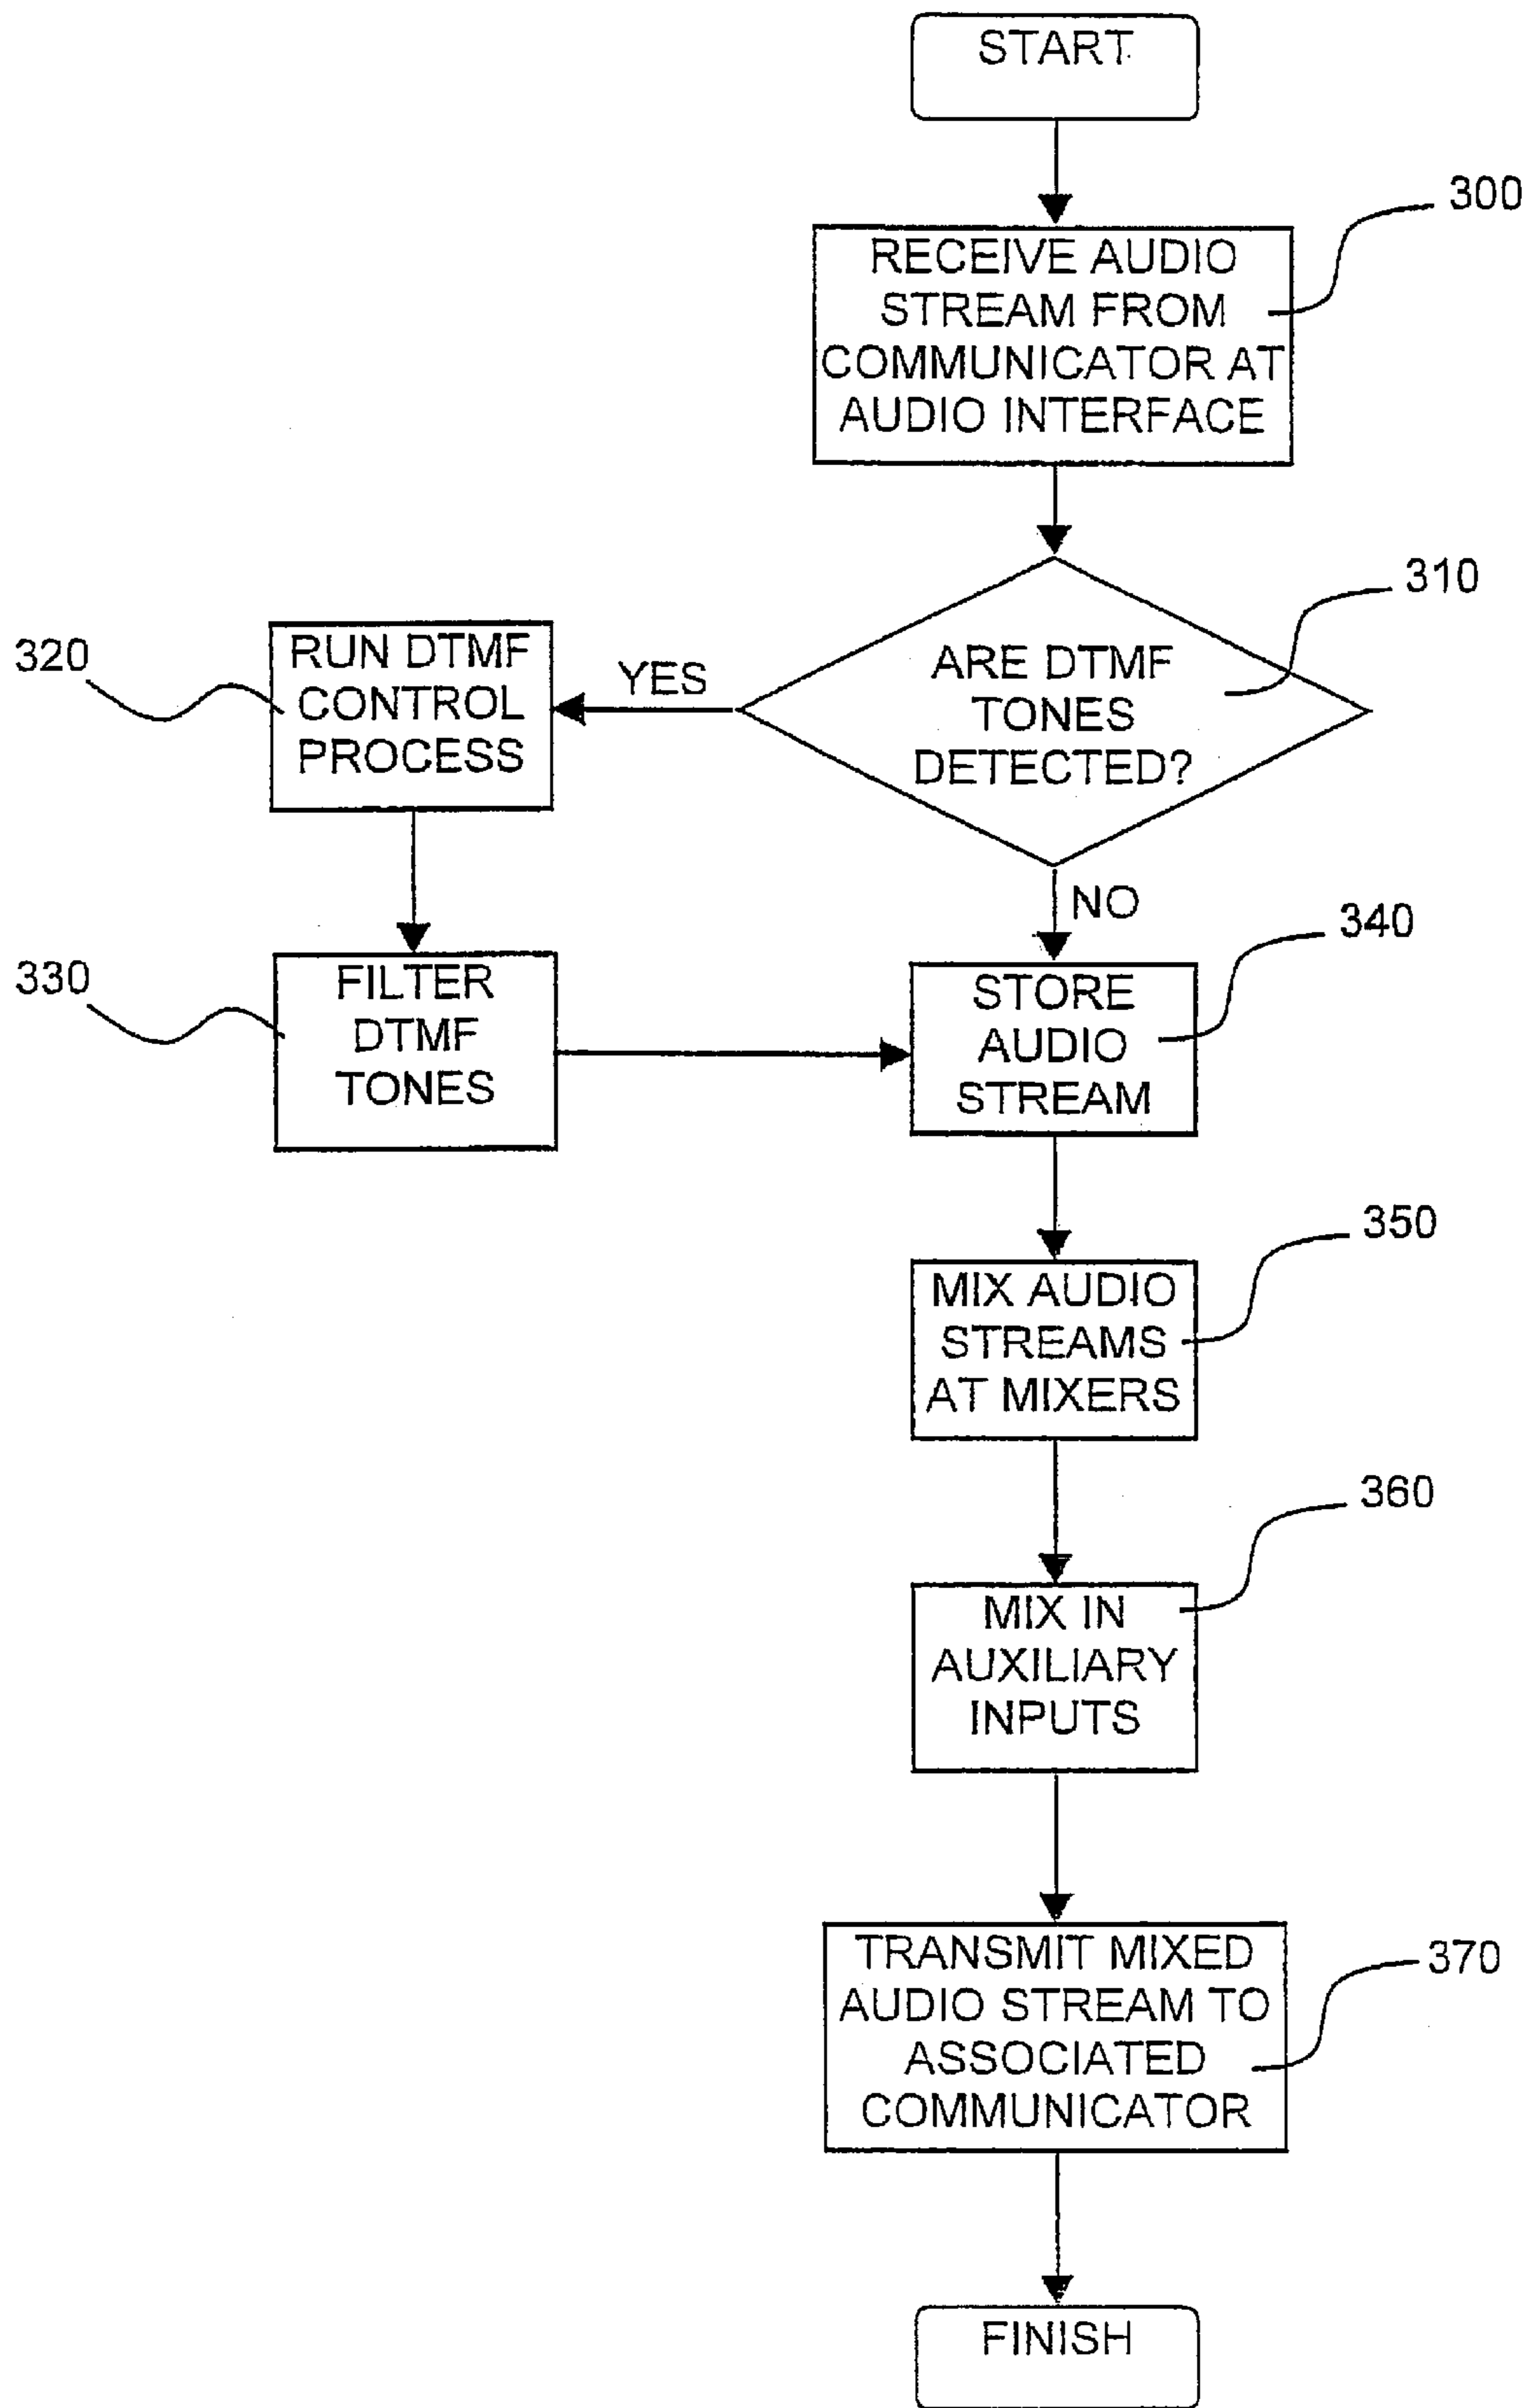 START
300
RECEIVE AUDIO
STREAM FROM
COMMUNICATOR AT
AUDIO INTERFACE
310
ARE DTMF
TONES
DETECTED?
YES
320
RUN DTMF
CONTROL
PROCESS
NO
330
FILTER
DTMF
TONES
340
STORE
AUDIO
STREAM
350
MIX AUDIO
STREAMS
AT MIXERS
360
MIX IN
AUXILIARY
INPUTS
370
TRANSMIT MIXED
AUDIO STREAM TO
ASSOCIATED
COMMUNICATOR
FINISH